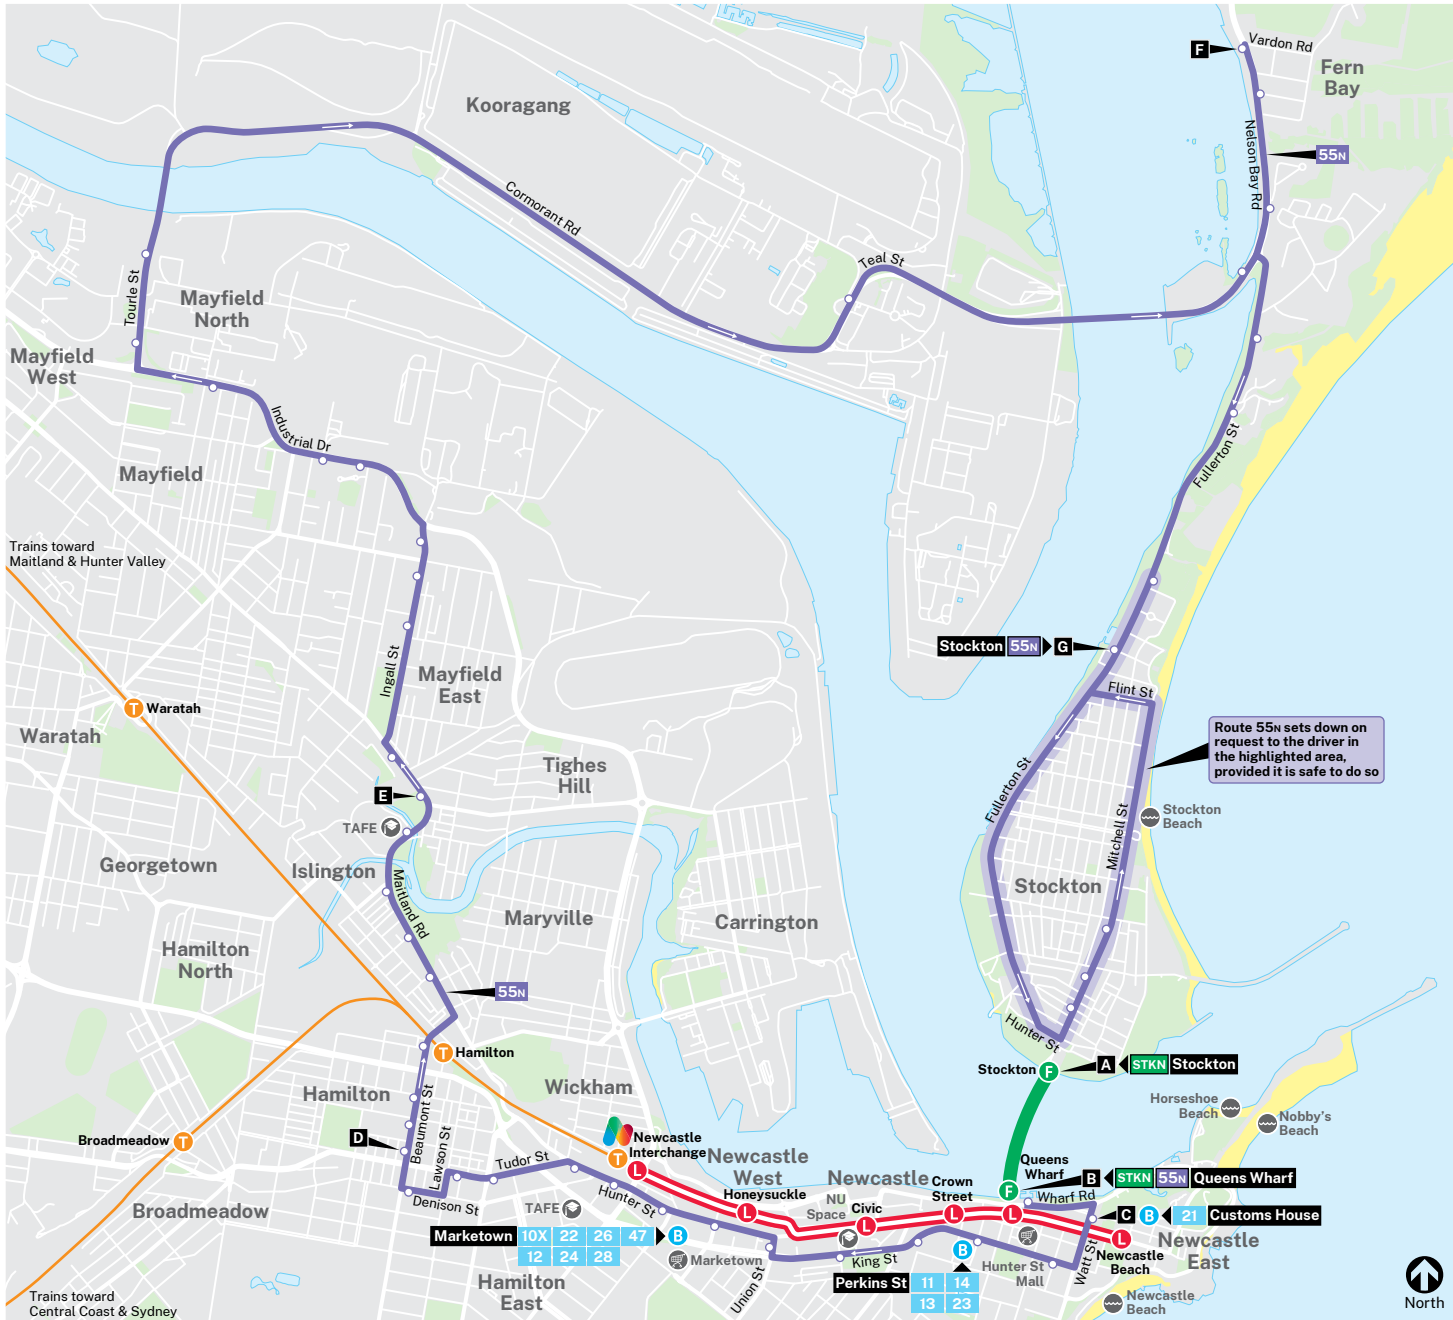 F
Vardon Rd
Fern
Bay
Kooragang
Nelson Bay Rd
55N
Cormorant Rd
Teal St
Tourle St
Mayfield
North
Mayfield
West
Industrial Dr
Mayfield
Fullerton St
Trains toward
Maitland & Hunter Valley
Ingall St
Stockton 55N G
Mayfield
East
Flint St
T Waratah
Waratah
Route 55N sets down on
request to the driver in
the highlighted area,
provided it is safe to do so
Tighes
Hill
Fullerton St
E
TAFE
Stockton
Beach
Mitchell St
Georgetown
Islington
Stockton
Maitland Rd
Maryville
Carrington
Hamilton
North
55N
Hunter St
T Hamilton
Stockton F
A STKN Stockton
Wickham
Hamilton
Horseshoe
Beach
Nobby's
Beach
Beaumont St
Broadmeadow T
D
Lawson St
Newcastle
Interchange
T
L
Tudor St
Newcastle
West
Queens
Wharf
F
B STKN 55N Queens Wharf
Newcastle
Crown
Street
Wharf Rd
Honeysuckle
L
NU
Space
Civic
L
L
L
Hunter St
Denison St
Broadmeadow
TAFE
C B 21 Customs House
Marketown 10X 22 26 47 B
12 24 28
Marketown
King St
B
Hunter St
Mall
Watt St
L
Newcastle
Beach
Newcastle
East
Union St
Perkins St 11 14
13 23
Hamilton
East
Newcastle
Beach
Trains toward
Central Coast & Sydney
North